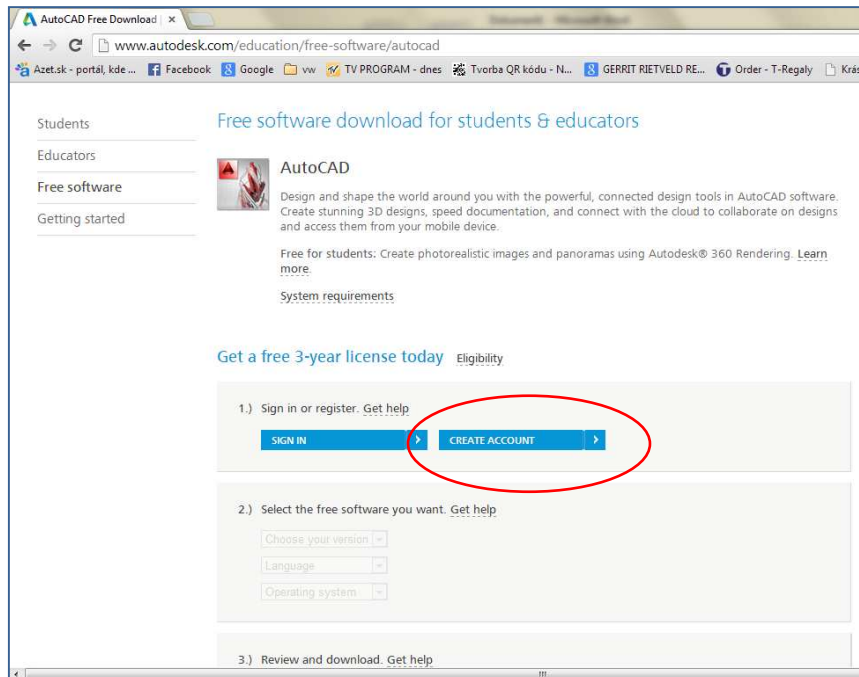 AutoCAD Free Download
www.autodesk.com/education/free-software/autocad
Azet.sk - portál, kde ... Facebook Google vw TV PROGRAM - dnes Tvorba QR kódu - N... GERRIT RIETVELD RE... Order - T-Regaly Krás
Students
Educators
Free software
Getting started
Free software download for students & educators
AutoCAD
Design and shape the world around you with the powerful, connected design tools in AutoCAD software.
Create stunning 3D designs, speed documentation, and connect with the cloud to collaborate on designs
and access them from your mobile device.
Free for students: Create photorealistic images and panoramas using Autodesk® 360 Rendering. Learn
more.
System requirements
Get a free 3-year license today Eligibility
1.) Sign in or register. Get help
SIGN IN CREATE ACCOUNT
2.) Select the free software you want. Get help
Choose your version
Language
Operating system
3.) Review and download. Get help